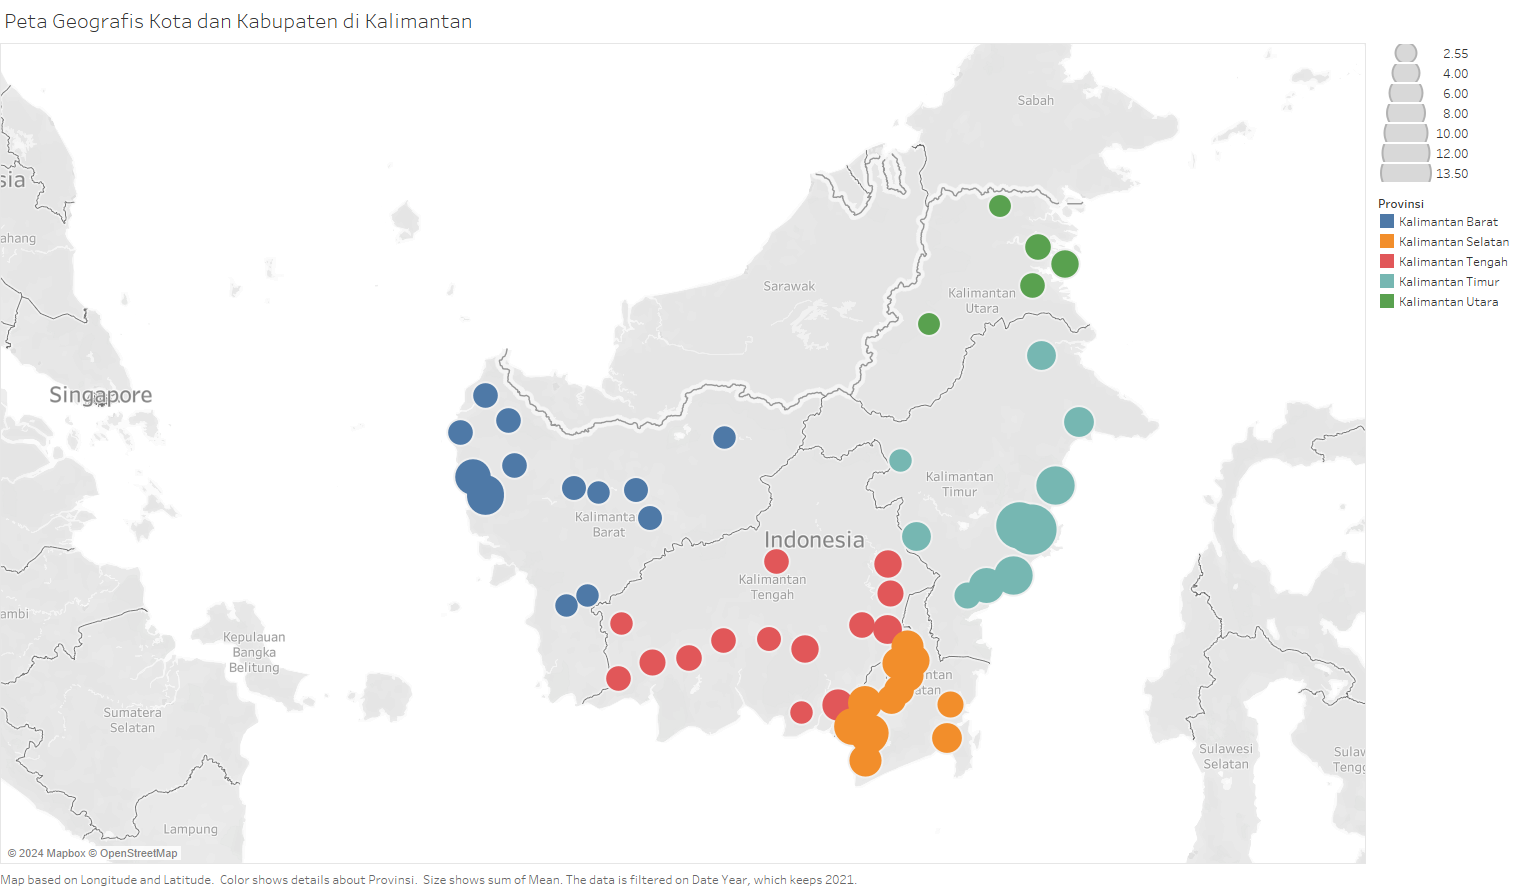 Peta Geografis Kota dan Kabupaten di Kalimantan
2.55
4.00
6.00
8.00
10.00
12.00
13.50
Provinsi
Kalimantan Barat
Kalimantan Selatan
Kalimantan Tengah
Kalimantan Timur
Kalimantan Utara
Sabah
sia
ahang
Sarawak
Kalimantan
Utara
Singapore
Kalimantan
Timur
Kalimanta
Barat
Indonesia
Kalimantan
Tengah
ambi
Kepulauan
Bangka
Belitung
ntan
atan
Sumatera
Selatan
Sulawesi
Selatan
Sulaw
Tengg
Lampung
© 2024 Mapbox © OpenStreetMap
Map based on Longitude and Latitude. Color shows details about Provinsi. Size shows sum of Mean. The data is filtered on Date Year, which keeps 2021.